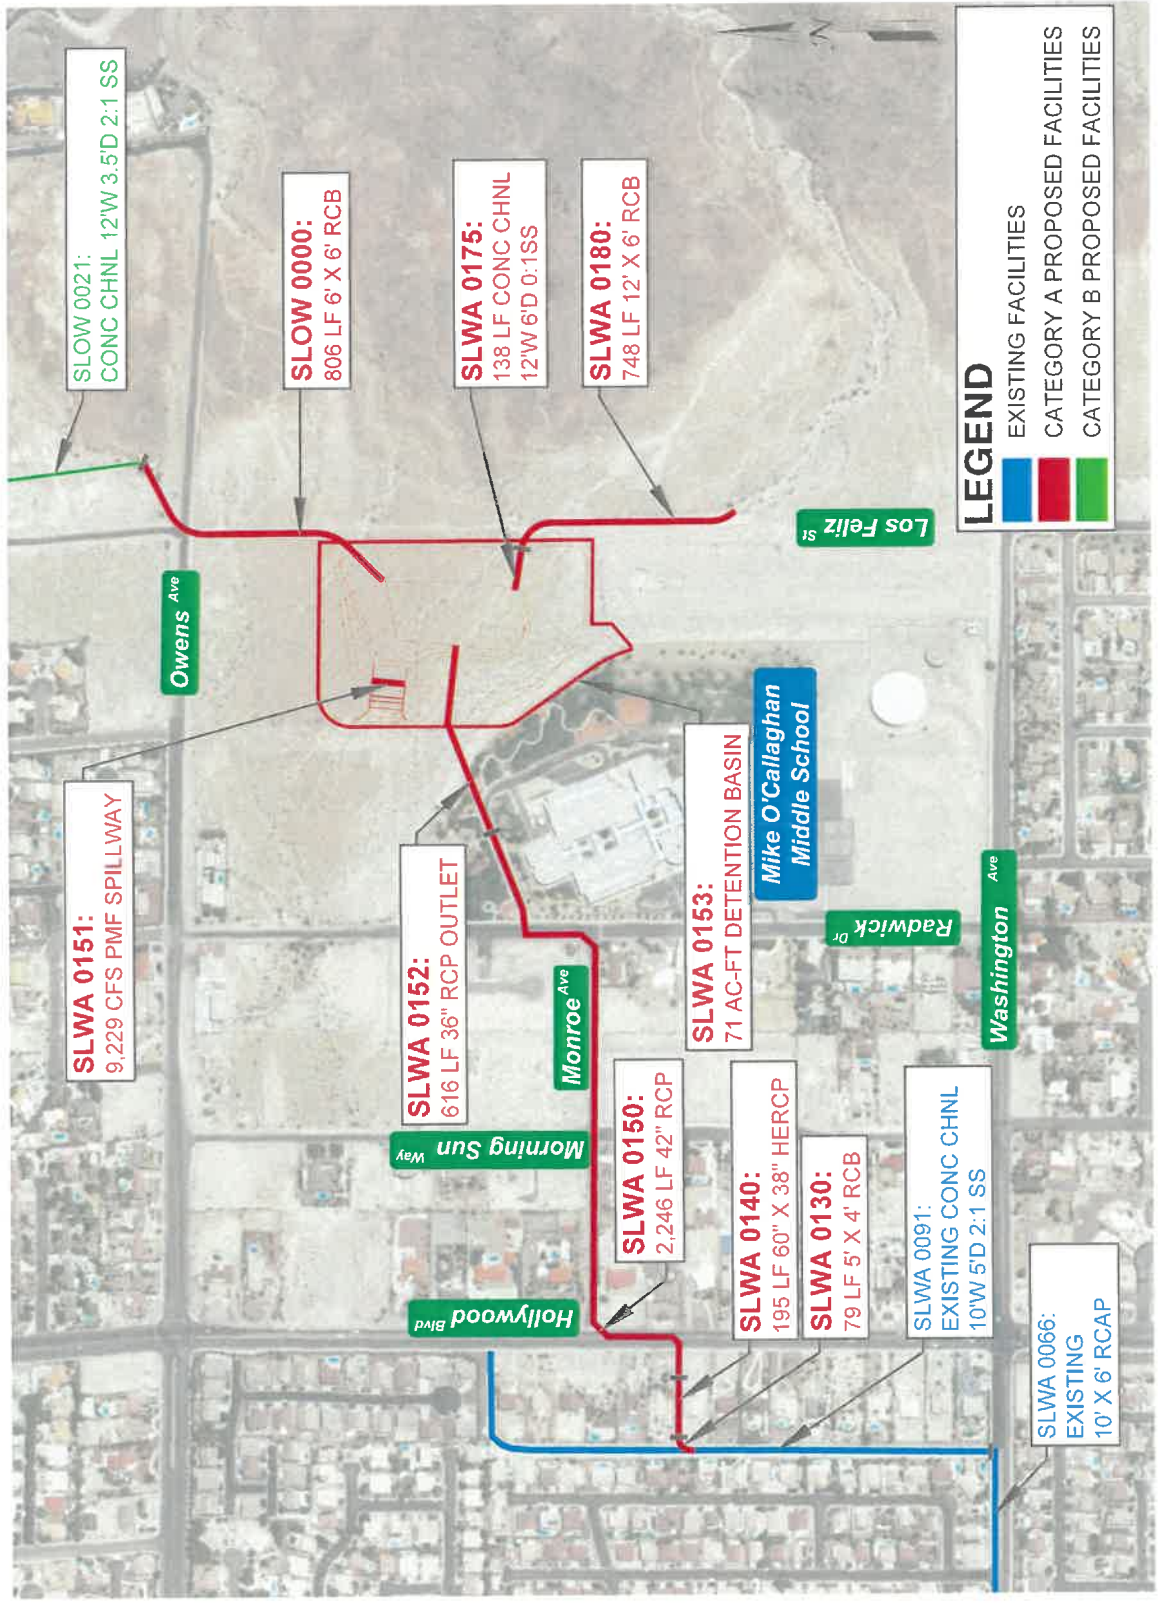 SLOW 0021:
CONC CHNL 12'W 3.5'D 2:1 SS
SLOW 0000:
806 LF 6' X 6' RCB
SLWA 0175:
138 LF CONC CHNL
12'W 6'D 0:1SS
SLWA 0180:
748 LF 12' X 6' RCB
N
Owens Ave
Los Feliz St
SLWA 0151:
9,229 CFS PMF SPILLWAY
SLWA 0152:
616 LF 36" RCP OUTLET
SLWA 0153:
71 AC-FT DETENTION BASIN
Mike O'Callaghan
Middle School
Radwick Dr
Washington Ave
Monroe Ave
Morning Sun Way
Hollywood Blvd
SLWA 0150:
2,246 LF 42" RCP
SLWA 0140:
195 LF 60" X 38" HERCP
SLWA 0130:
79 LF 5' X 4' RCB
SLWA 0091:
EXISTING CONC CHNL
10'W 5'D 2:1 SS
SLWA 0066:
EXISTING
10' X 6' RCAP
LEGEND
EXISTING FACILITIES
CATEGORY A PROPOSED FACILITIES
CATEGORY B PROPOSED FACILITIES